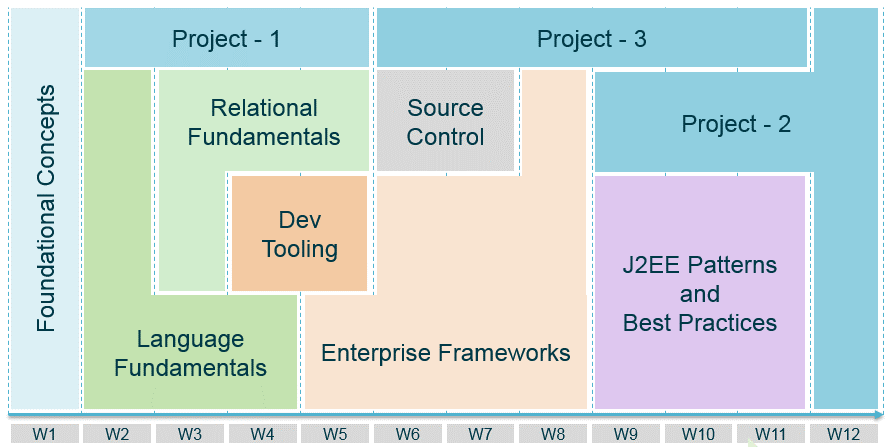 Foundational Concepts
Project - 1
Project - 3
Relational
Fundamentals
Source
Control
Project - 2
Dev
Tooling
J2EE Patterns
and
Best Practices
Language
Fundamentals
Enterprise Frameworks
W1 W2 W3 W4 W5 W6 W7 W8 W9 W10 W11 W12